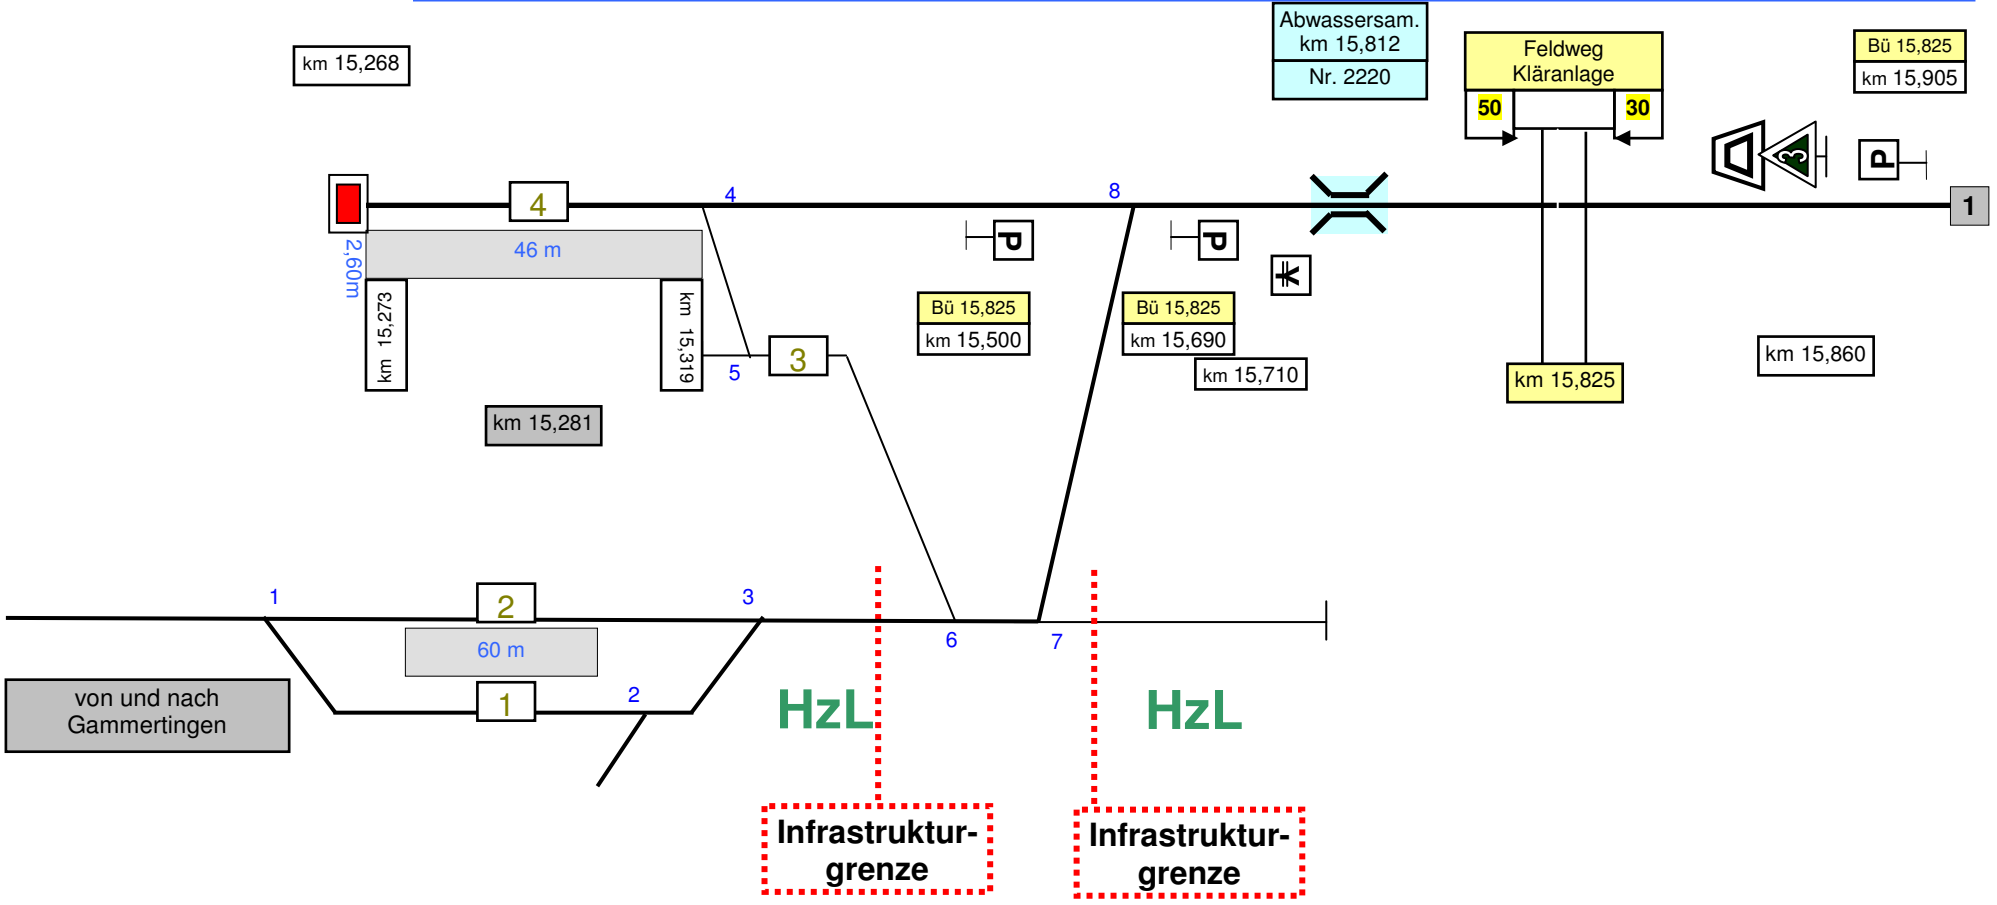 Abwassersam.
km 15,812
Nr. 2220
km 15,268
Feldweg
Kläranlage
50
30
Bü 15,825
km 15,905
3
P
4
4
8
1
2,60m
46 m
P
P
km 15,273
km 15,319
Bü 15,825
km 15,500
Bü 15,825
km 15,690
km 15,710
km 15,860
km 15,825
3
5
km 15,281
1
2
3
60 m
6
7
von und nach
Gammertingen
1
2
HzL
HzL
Infrastruktur-
grenze
Infrastruktur-
grenze